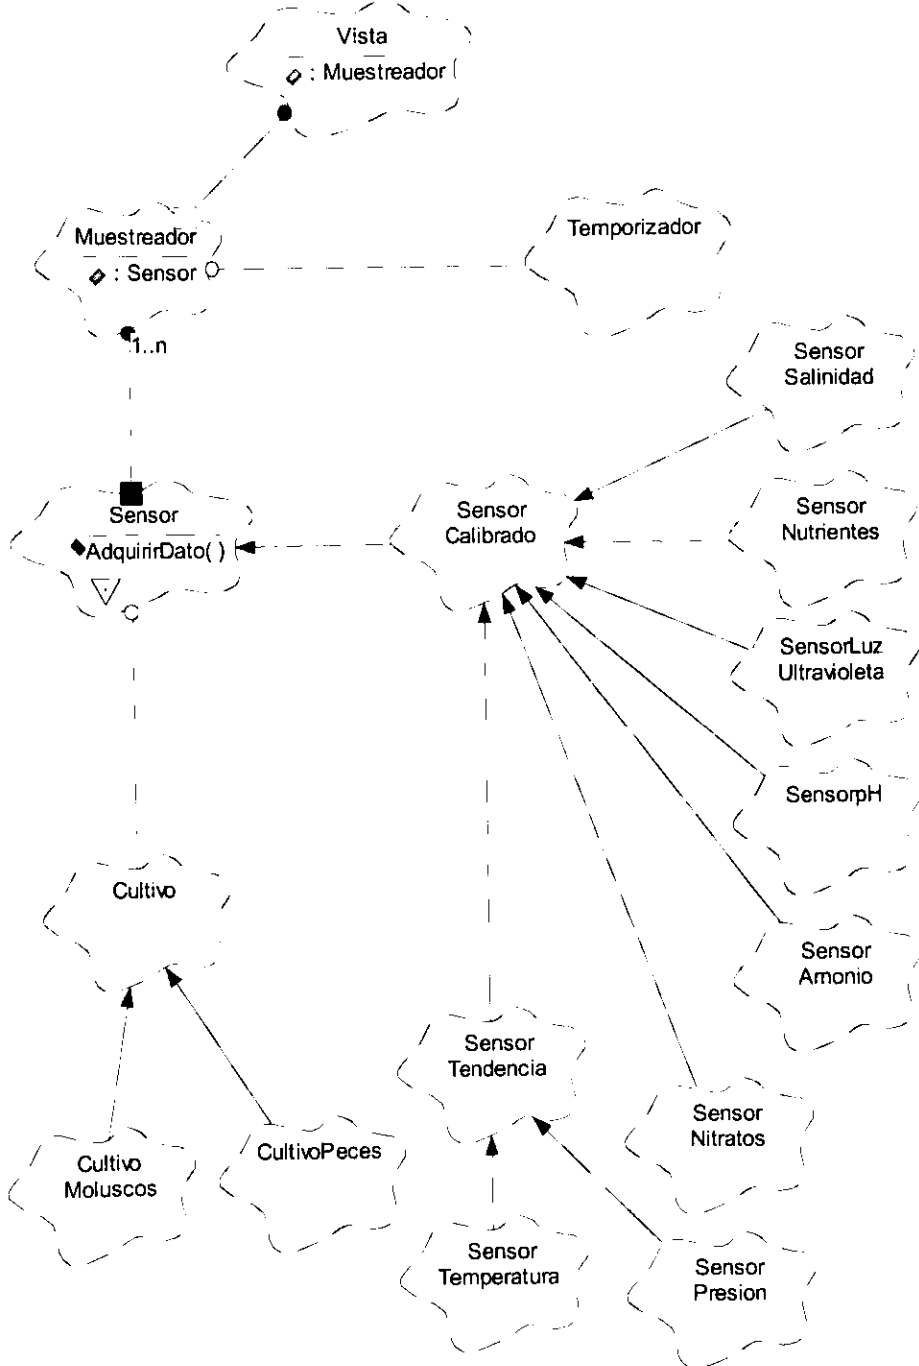 Vista
: Muestreador
Muestreador
: Sensor
Temporizador
1..n
Sensor
Salinidad
Sensor
AdquirirDato( )
Sensor
Calibrado
Sensor
Nutrientes
SensorLuz
Ultravioleta
SensorpH
Cultivo
Sensor
Amonio
Sensor
Tendencia
Sensor
Nitratos
Cultivo
Moluscos
CultivoPeces
Sensor
Temperatura
Sensor
Presion